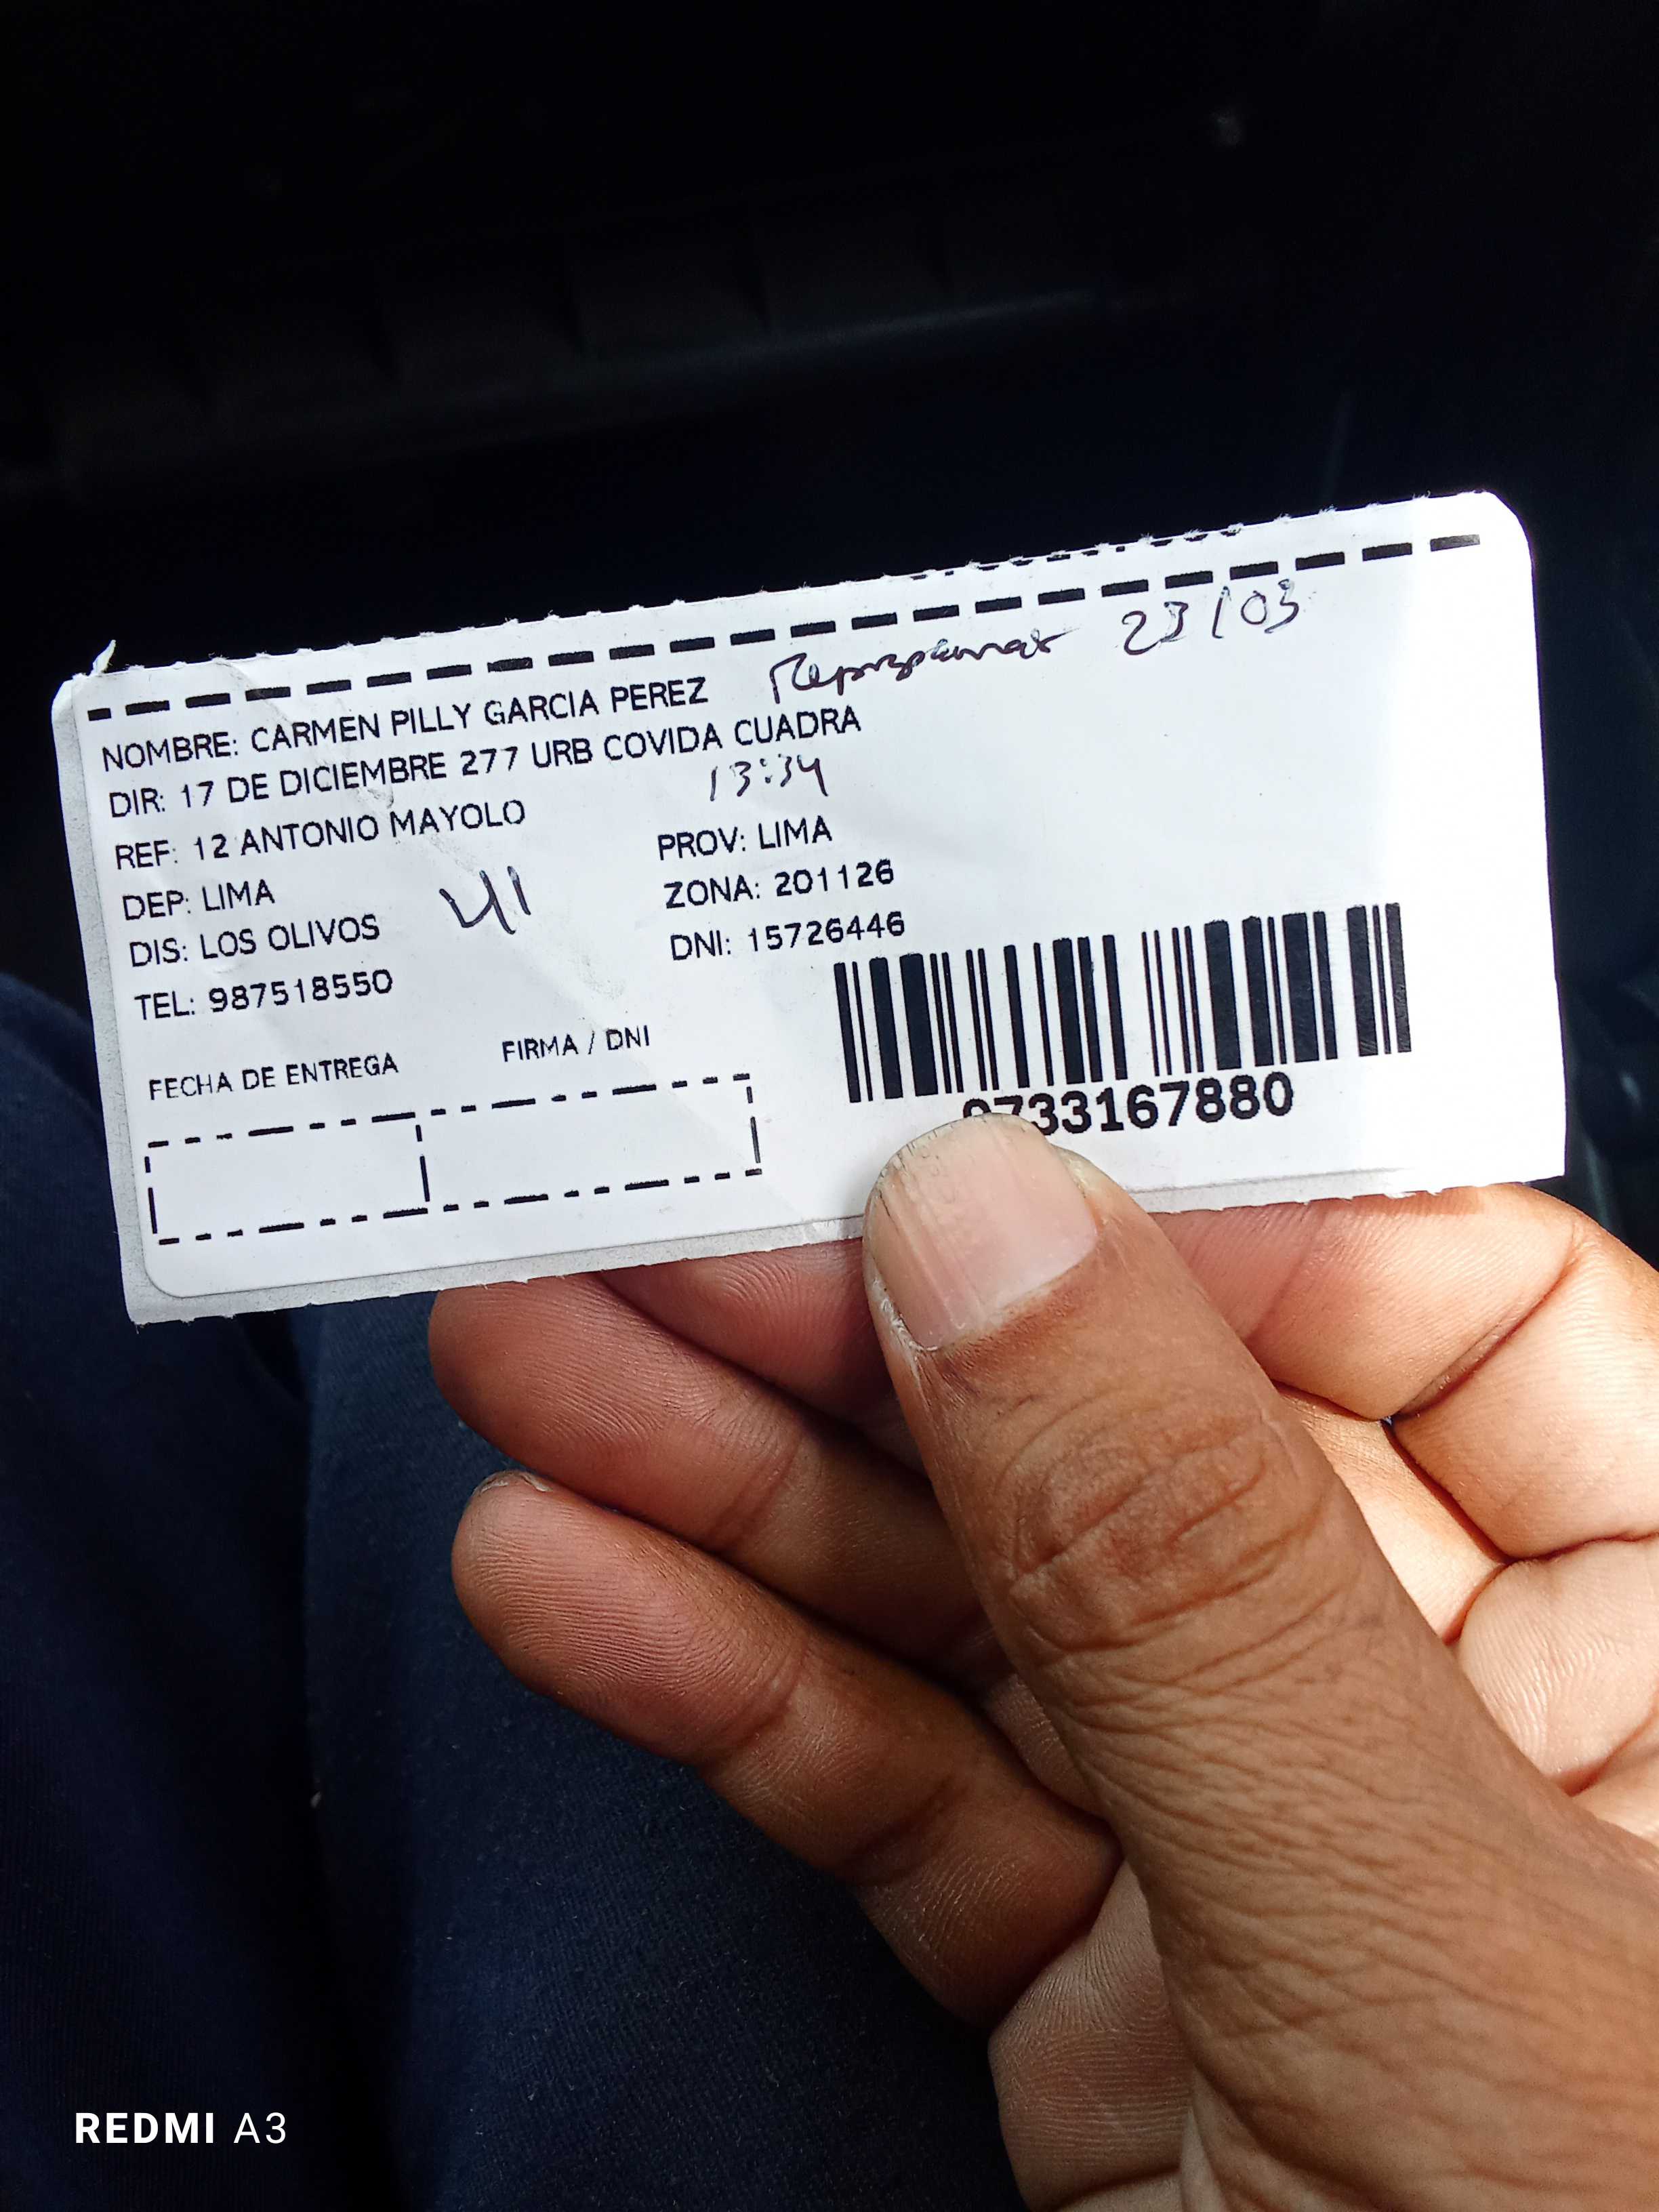 Reprogramar 23/03
NOMBRE: CARMEN PILLY GARCIA PEREZ
DIR: 17 DE DICIEMBRE 277 URB COVIDA CUADRA
13:34
REF: 12 ANTONIO MAYOLO
PROV: LIMA
DEP: LIMA
41
ZONA: 201126
DIS: LOS OLIVOS
DNI: 15726446
TEL: 987518550
FECHA DE ENTREGA
FIRMA / DNI
33167880
REDMI A3